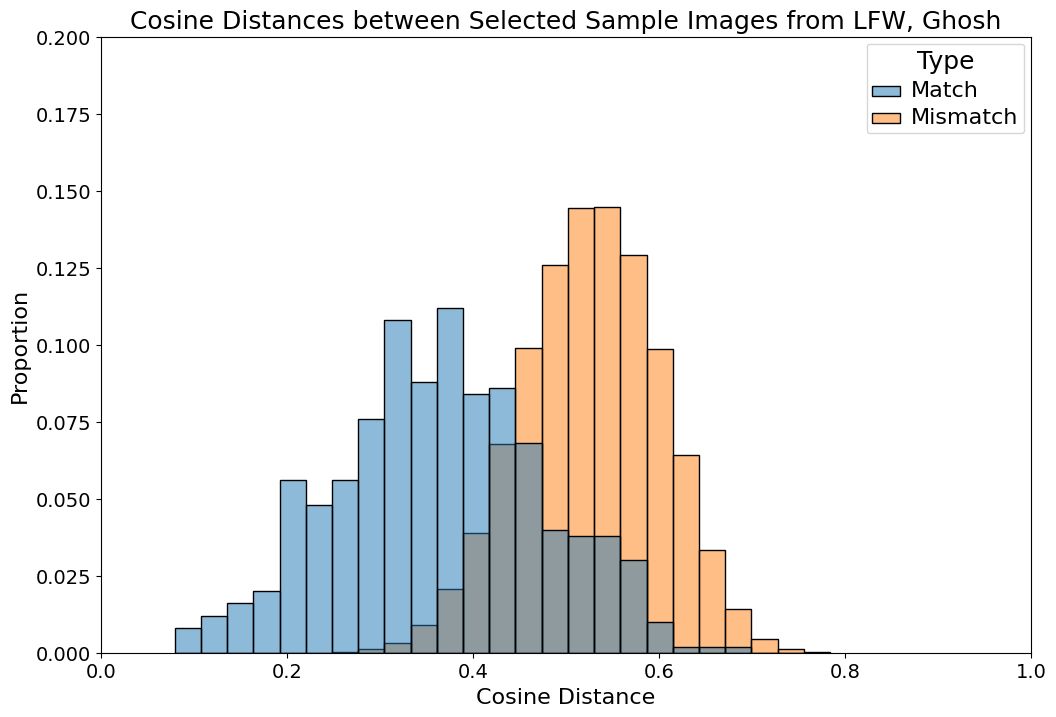 Cosine Distances between Selected Sample Images from LFW, Ghosh
Type
Match
Mismatch
Proportion
0.200
0.175
0.150
0.125
0.100
0.075
0.050
0.025
0.000
0.0 0.2 0.4 0.6 0.8 1.0
Cosine Distance